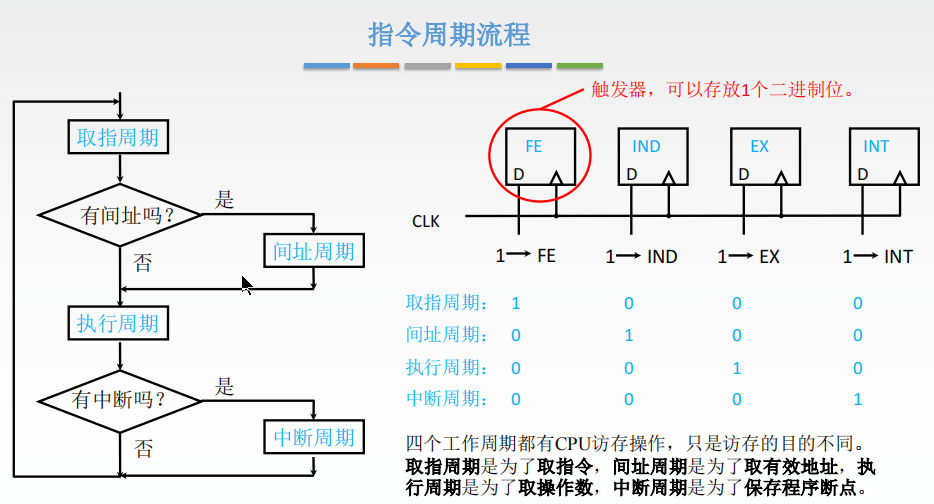 指令周期流程
触发器，可以存放1个二进制位。
取指周期
有间址吗？
是
间址周期
否
执行周期
有中断吗？
是
中断周期
否
FE IND EX INT
D D D D
CLK
1 FE 1 IND 1 EX 1 INT
取指周期： 1 0 0 0
间址周期： 0 1 0 0
执行周期： 0 0 1 0
中断周期： 0 0 0 1
四个工作周期都有CPU访存操作，只是访存的目的不同。
取指周期是为了取指令，间址周期是为了取有效地址，执
行周期是为了取操作数，中断周期是为了保存程序断点。